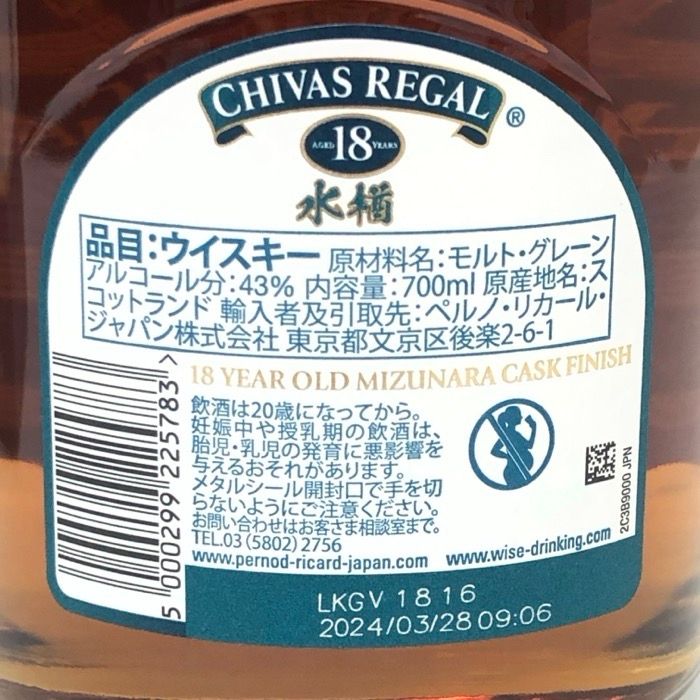 CHIVAS REGAL ®
AGED 18 YEARS
水楢
品目:ウイスキー 原材料名:モルト・グレーン
アルコール分:43% 内容量:700ml 原産地名:ス
コットランド 輸入者及引取先:ペルノ・リカール・
ジャパン株式会社 東京都文京区後楽2-6-1
18 YEAR OLD MIZUNARA CASK FINISH
飲酒は20歳になってから。
妊娠中や授乳期の飲酒は、
胎児・乳児の発育に悪影響を
与えるおそれがあります。
メタルシール開封口で手を切
らないようにご注意ください。
お問い合わせはお客さま相談室まで。
TEL.03 (5802) 2756
www.pernod-ricard-japan.com www.wise-drinking.com
5 000299 225783 >
2C3B9000 JPN
LKGV 1816
2024/03/28 09:06